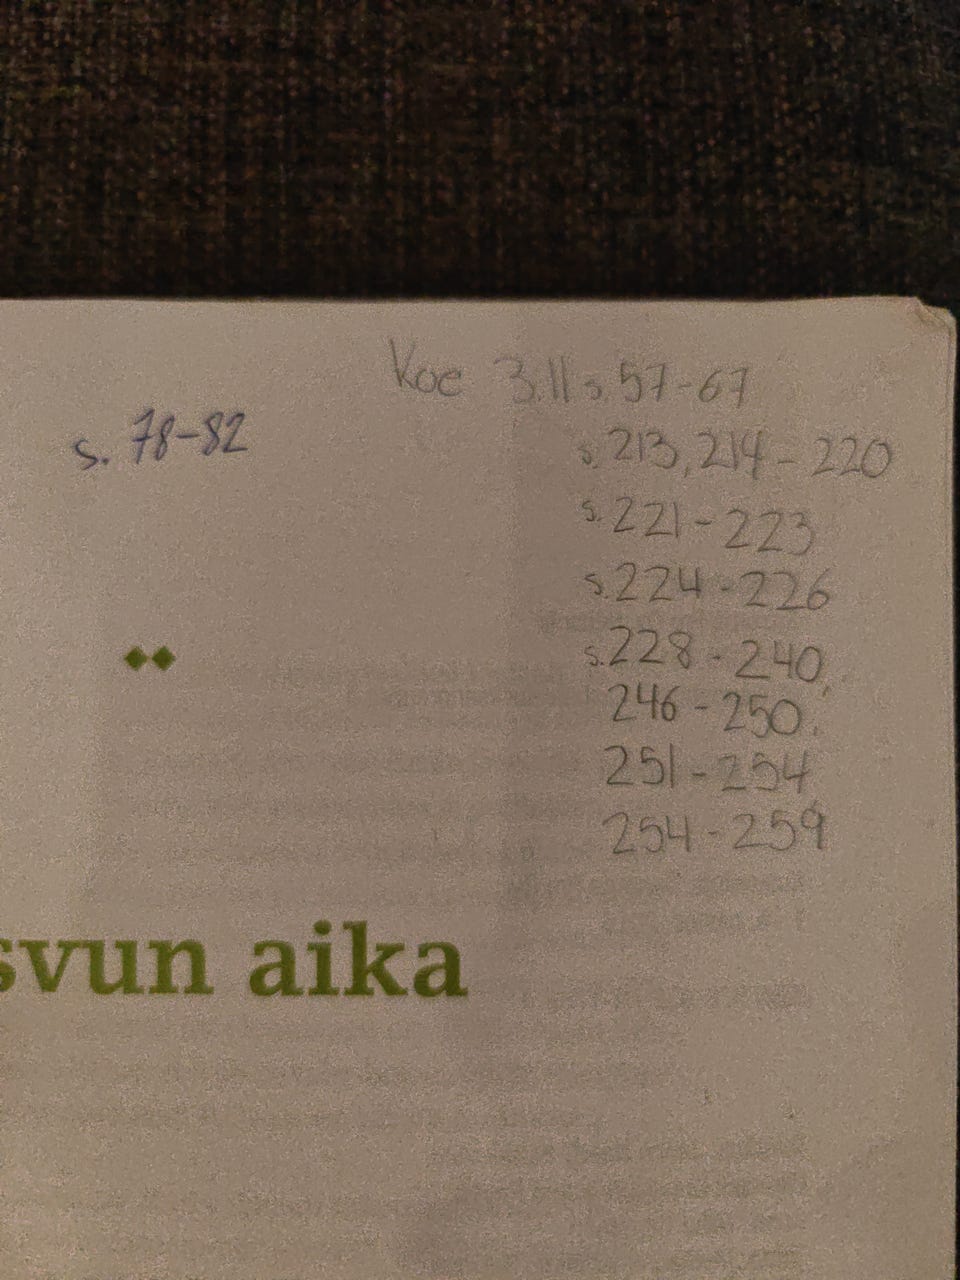 Koe 3.11 s. 57-67
s. 78-82
s. 213, 214 - 220
s. 221 - 223
s. 224 - 226
s. 228 - 240,
246 - 250.
251 - 254
254 - 259
svun aika